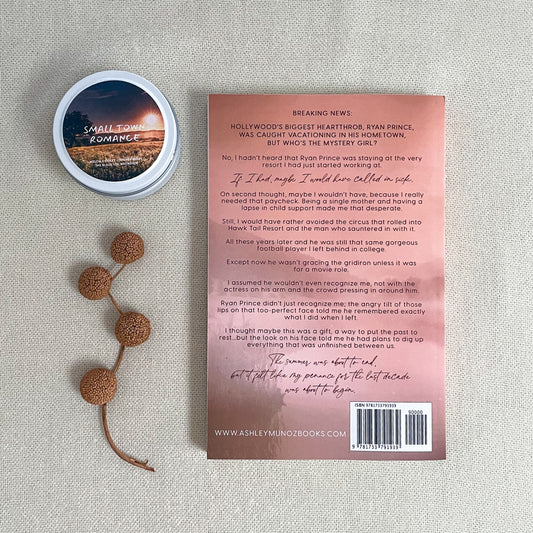 SMALL TOWN
ROMANCE
BREAKING NEWS:
HOLLYWOOD'S BIGGEST HEARTTHROB, RYAN PRINCE,
WAS CAUGHT VACATIONING IN HIS HOMETOWN,
BUT WHO'S THE MYSTERY GIRL?
No, I hadn't heard that Ryan Prince was staying at the very
resort I had just started working at.
If I had, maybe I would have called in sick.
On second thought, maybe I wouldn't have, because I really
needed that paycheck. Being a single mother and having a
lapse in child support made me that desperate.
Still, I would have rather avoided the circus that rolled into
Hawk Tail Resort and the man who sauntered in with it.
All these years later and he was still that same gorgeous
football player I left behind in college.
Except now he wasn't gracing the gridiron unless it was
for a movie role.
I assumed he wouldn't even recognize me, not with the
actress on his arm and the crowd pressing in around him.
Ryan Prince didn't just recognize me; the angry tilt of those
lips on that too-perfect face told me he remembered exactly
what I did when I left.
I thought maybe this was a gift, a way to put the past to
rest...but the look on his face told me he had plans to dig up
everything that was unfinished between us.
The summer was about to end,
but it felt like my penance for the last decade
was about to begin.
WWW.ASHLEYMUNOZBOOKS.COM
ISBN 9781733791939
90000
9 781733 791939